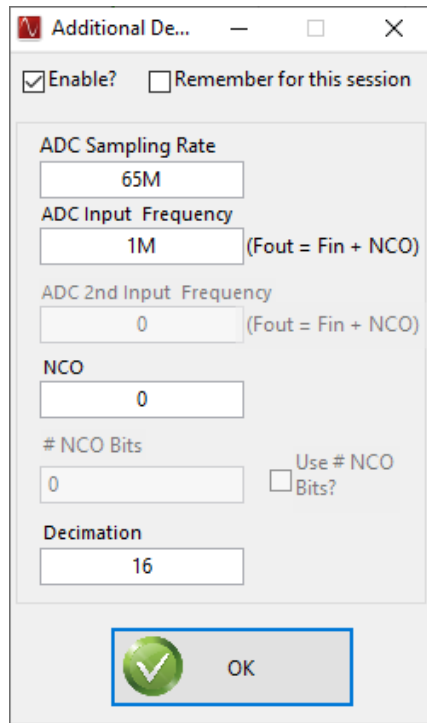 Additional De...
Enable? Remember for this session
ADC Sampling Rate
65M
ADC Input Frequency
1M (Fout = Fin + NCO)
ADC 2nd Input Frequency
0 (Fout = Fin + NCO)
NCO
0
# NCO Bits
0
Use # NCO
Bits?
Decimation
16
OK